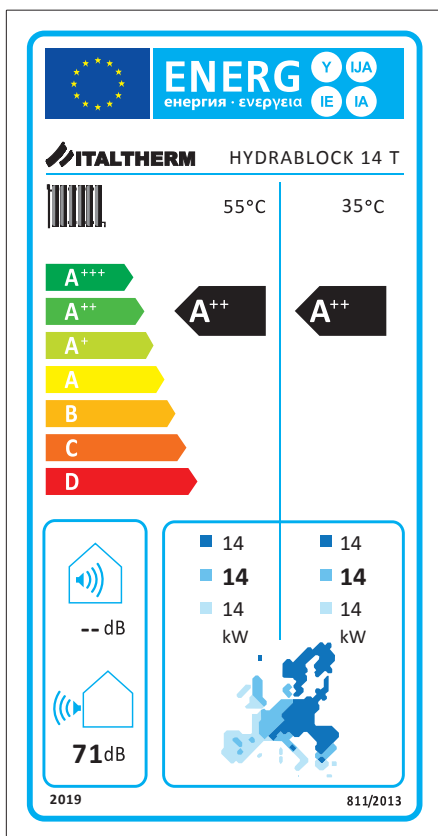 ENERG Y IJA
енергия · ενεργεια IE IA
ITALTHERM HYDRABLOCK 14 T
55°C 35°C
A+++
A++ A++ A++
A+
A
B
C
D
14 14
14 14
14 14
kW kW
-- dB
71dB
2019 811/2013